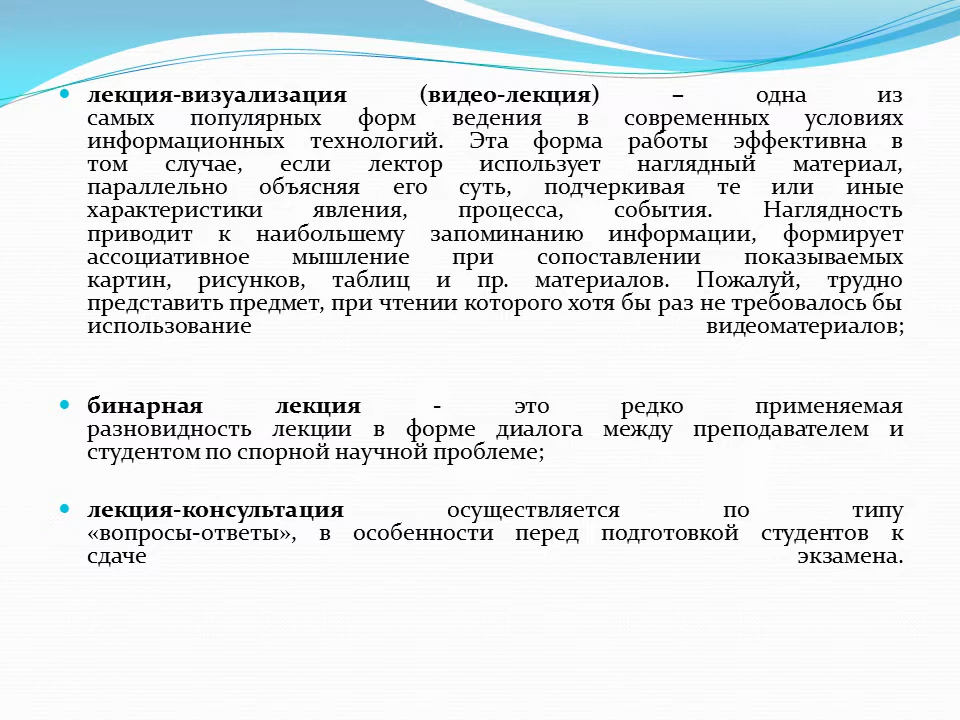 • лекция-визуализация (видео-лекция) – одна из
самых популярных форм ведения в современных условиях
информационных технологий. Эта форма работы эффективна в
том случае, если лектор использует наглядный материал,
параллельно объясняя его суть, подчеркивая те или иные
характеристики явления, процесса, события. Наглядность
приводит к наибольшему запоминанию информации, формирует
ассоциативное мышление при сопоставлении показываемых
картин, рисунков, таблиц и пр. материалов. Пожалуй, трудно
представить предмет, при чтении которого хотя бы раз не требовалось бы
использование видеоматериалов;
• бинарная лекция - это редко применяемая
разновидность лекции в форме диалога между преподавателем и
студентом по спорной научной проблеме;
• лекция-консультация осуществляется по типу
«вопросы-ответы», в особенности перед подготовкой студентов к
сдаче экзамена.